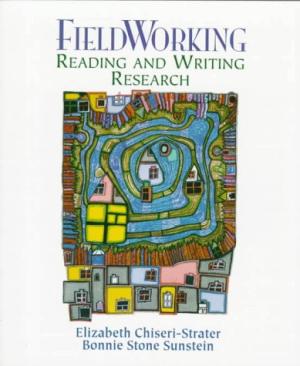 FIELDWORKING
READING AND WRITING
RESEARCH
Elizabeth Chiseri-Strater
Bonnie Stone Sunstein